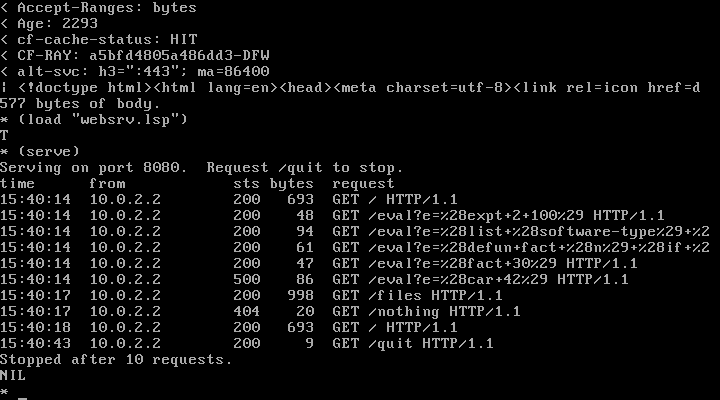 < Accept-Ranges: bytes
< Age: 2293
< cf-cache-status: HIT
< CF-RAY: a5bfd4805a486dd3-DFW
< alt-svc: h3=":443"; ma=86400
| <!doctype html><html lang=en><head><meta charset=utf-8><link rel=icon href=d
577 bytes of body.
* (load "websrv.lsp")
T
* (serve)
Serving on port 8080.  Request /quit to stop.
time      from             sts bytes  request
15:40:14  10.0.2.2         200   693  GET / HTTP/1.1
15:40:14  10.0.2.2         200    48  GET /eval?e=%28expt+2+100%29 HTTP/1.1
15:40:14  10.0.2.2         200    94  GET /eval?e=%28list+%28software-type%29+%2
15:40:14  10.0.2.2         200    61  GET /eval?e=%28defun+fact+%28n%29+%28if+%2
15:40:14  10.0.2.2         200    47  GET /eval?e=%28fact+30%29 HTTP/1.1
15:40:14  10.0.2.2         500    86  GET /eval?e=%28car+42%29 HTTP/1.1
15:40:17  10.0.2.2         200   998  GET /files HTTP/1.1
15:40:17  10.0.2.2         404    20  GET /nothing HTTP/1.1
15:40:18  10.0.2.2         200   693  GET / HTTP/1.1
15:40:43  10.0.2.2         200     9  GET /quit HTTP/1.1
Stopped after 10 requests.
NIL
* _